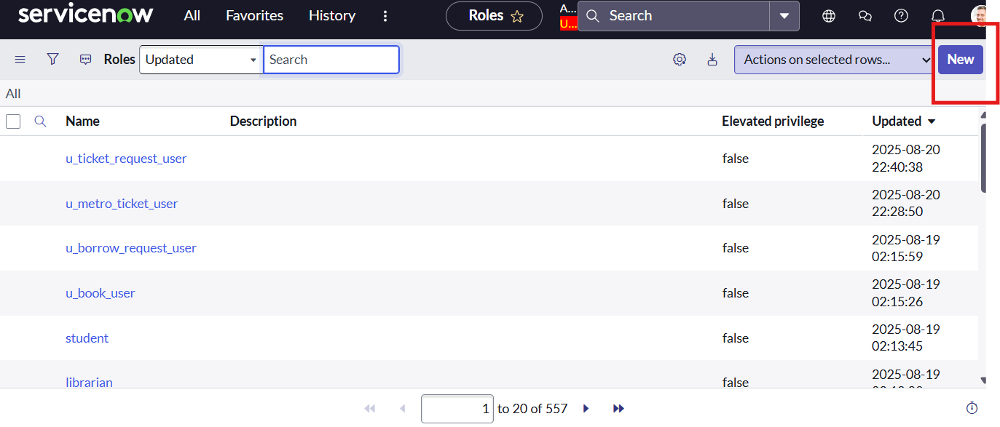 servicenow All Favorites History Roles A... U... Search
Roles Updated Search Actions on selected rows... New
All
Name Description Elevated privilege Updated
u_ticket_request_user false 2025-08-20
22:40:38
u_metro_ticket_user false 2025-08-20
22:28:50
u_borrow_request_user false 2025-08-19
02:15:59
u_book_user false 2025-08-19
02:15:26
student false 2025-08-19
02:13:45
librarian false 2025-08-19
1 to 20 of 557